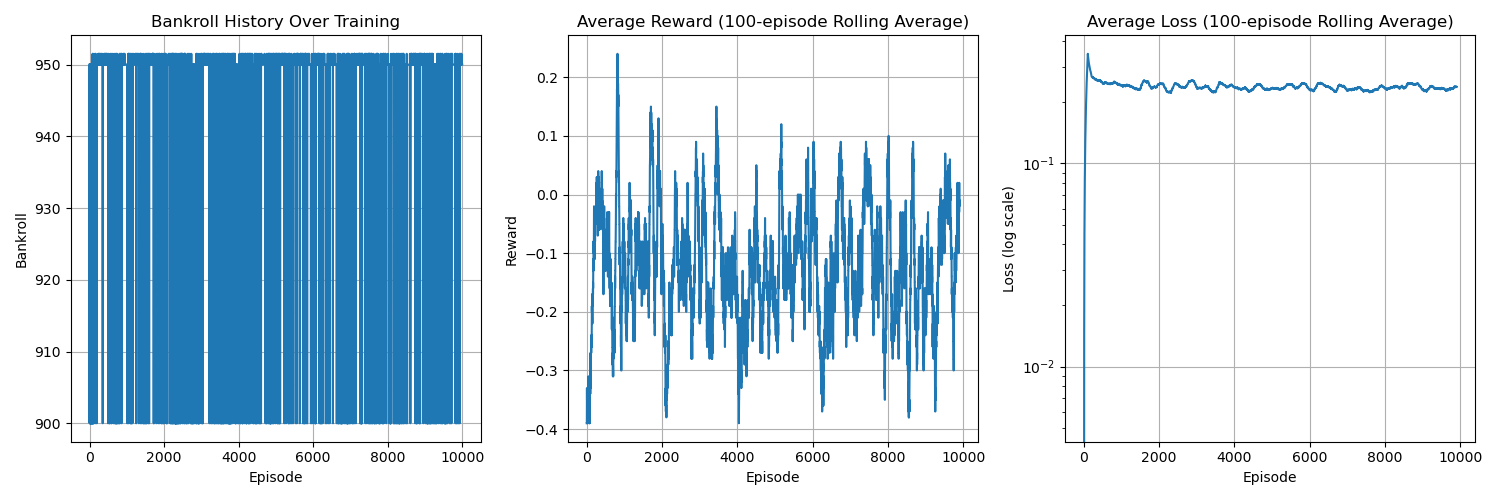 Bankroll History Over Training
Bankroll
950
940
930
920
910
900
0 2000 4000 6000 8000 10000
Episode
Average Reward (100-episode Rolling Average)
Reward
0.2
0.1
0.0
−0.1
−0.2
−0.3
−0.4
0 2000 4000 6000 8000 10000
Episode
Average Loss (100-episode Rolling Average)
Loss (log scale)
10⁻¹
10⁻²
0 2000 4000 6000 8000 10000
Episode